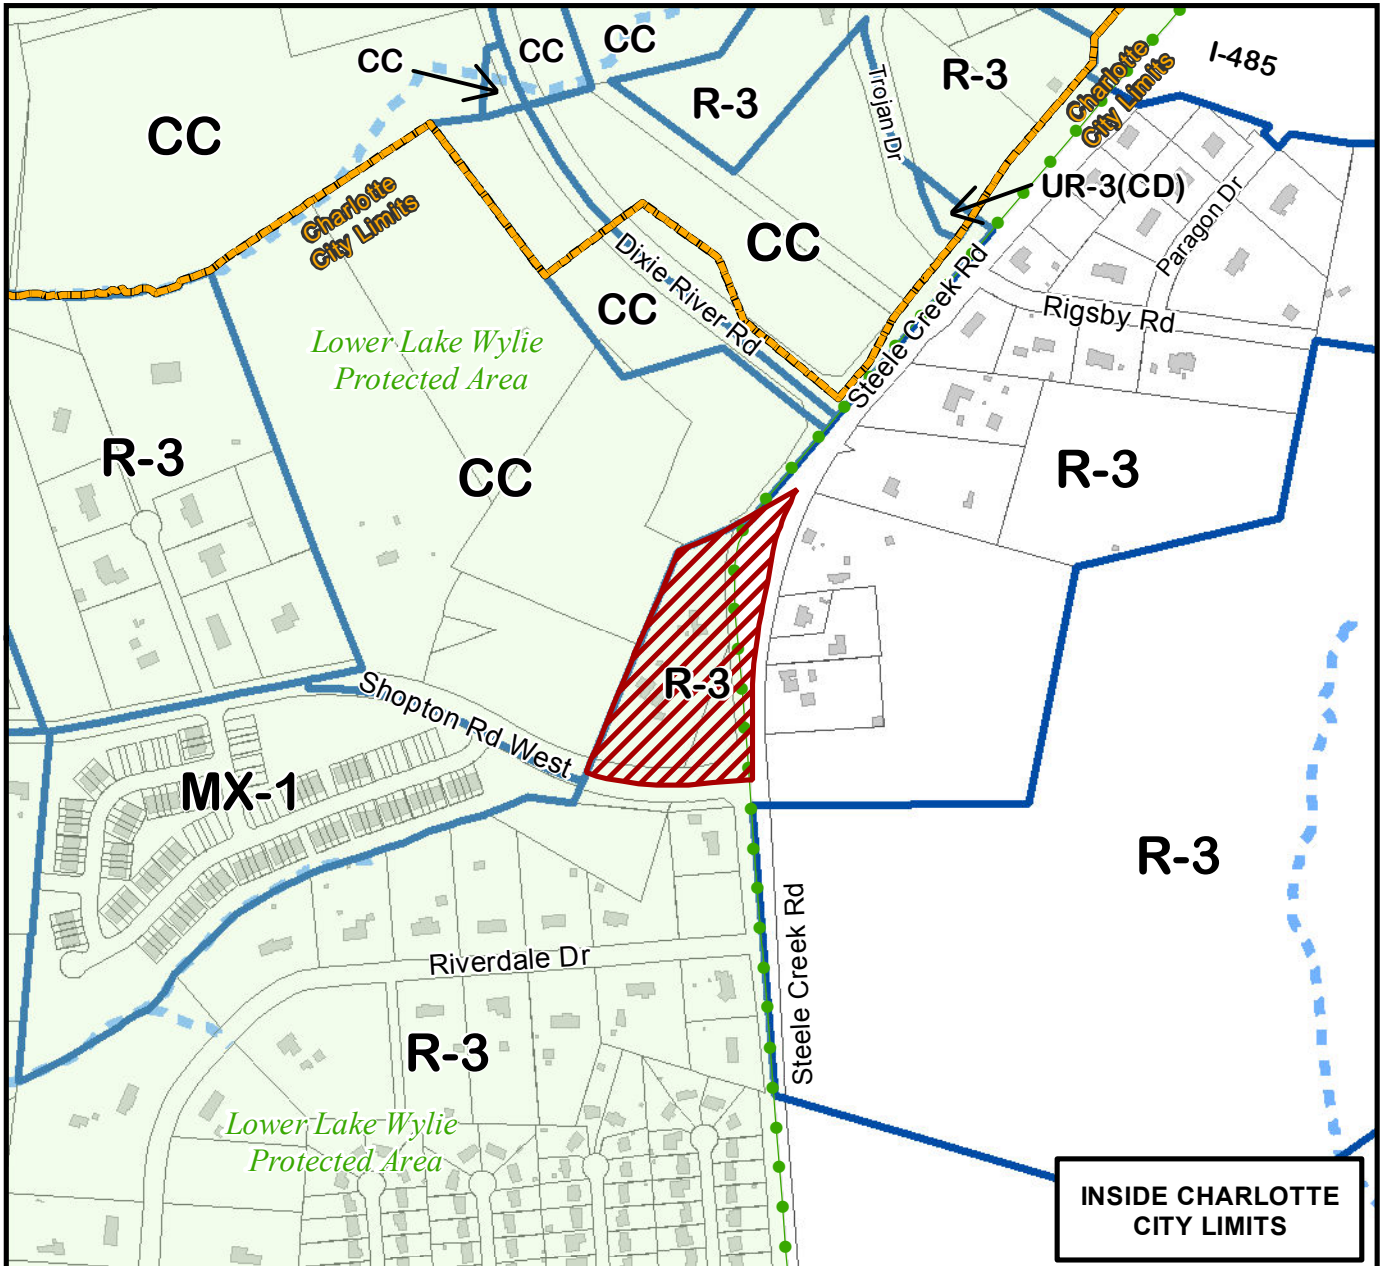 CC
CC
CC
I-485
Charlotte
City Limits
R-3
R-3
Trojan Dr
CC
UR-3(CD)
Charlotte
City Limits
Paragon Dr
CC
Dixie River Rd
CC
Rigsby Rd
Steele Creek Rd
Lower Lake Wylie
Protected Area
R-3
CC
R-3
R-3
Shopton Rd West
MX-1
R-3
Steele Creek Rd
Riverdale Dr
R-3
Lower Lake Wylie
Protected Area
INSIDE CHARLOTTE
CITY LIMITS